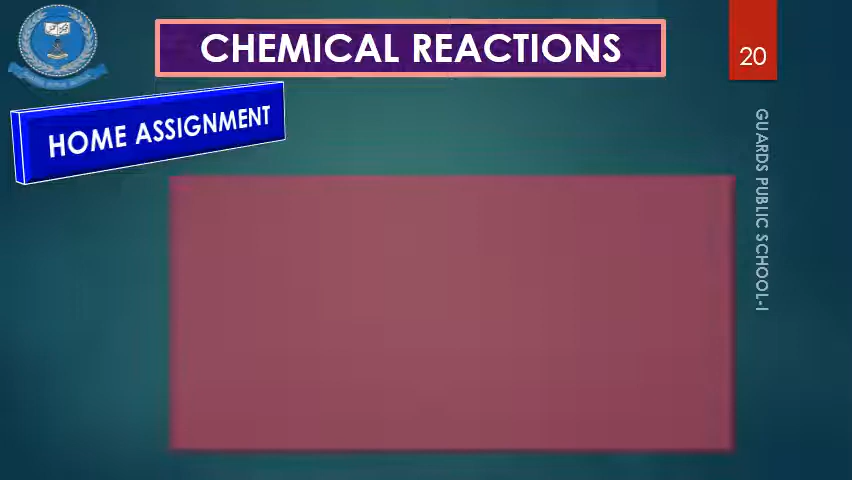 CHEMICAL REACTIONS
20
HOME ASSIGNMENT
GUARDS PUBLIC SCHOOL-I